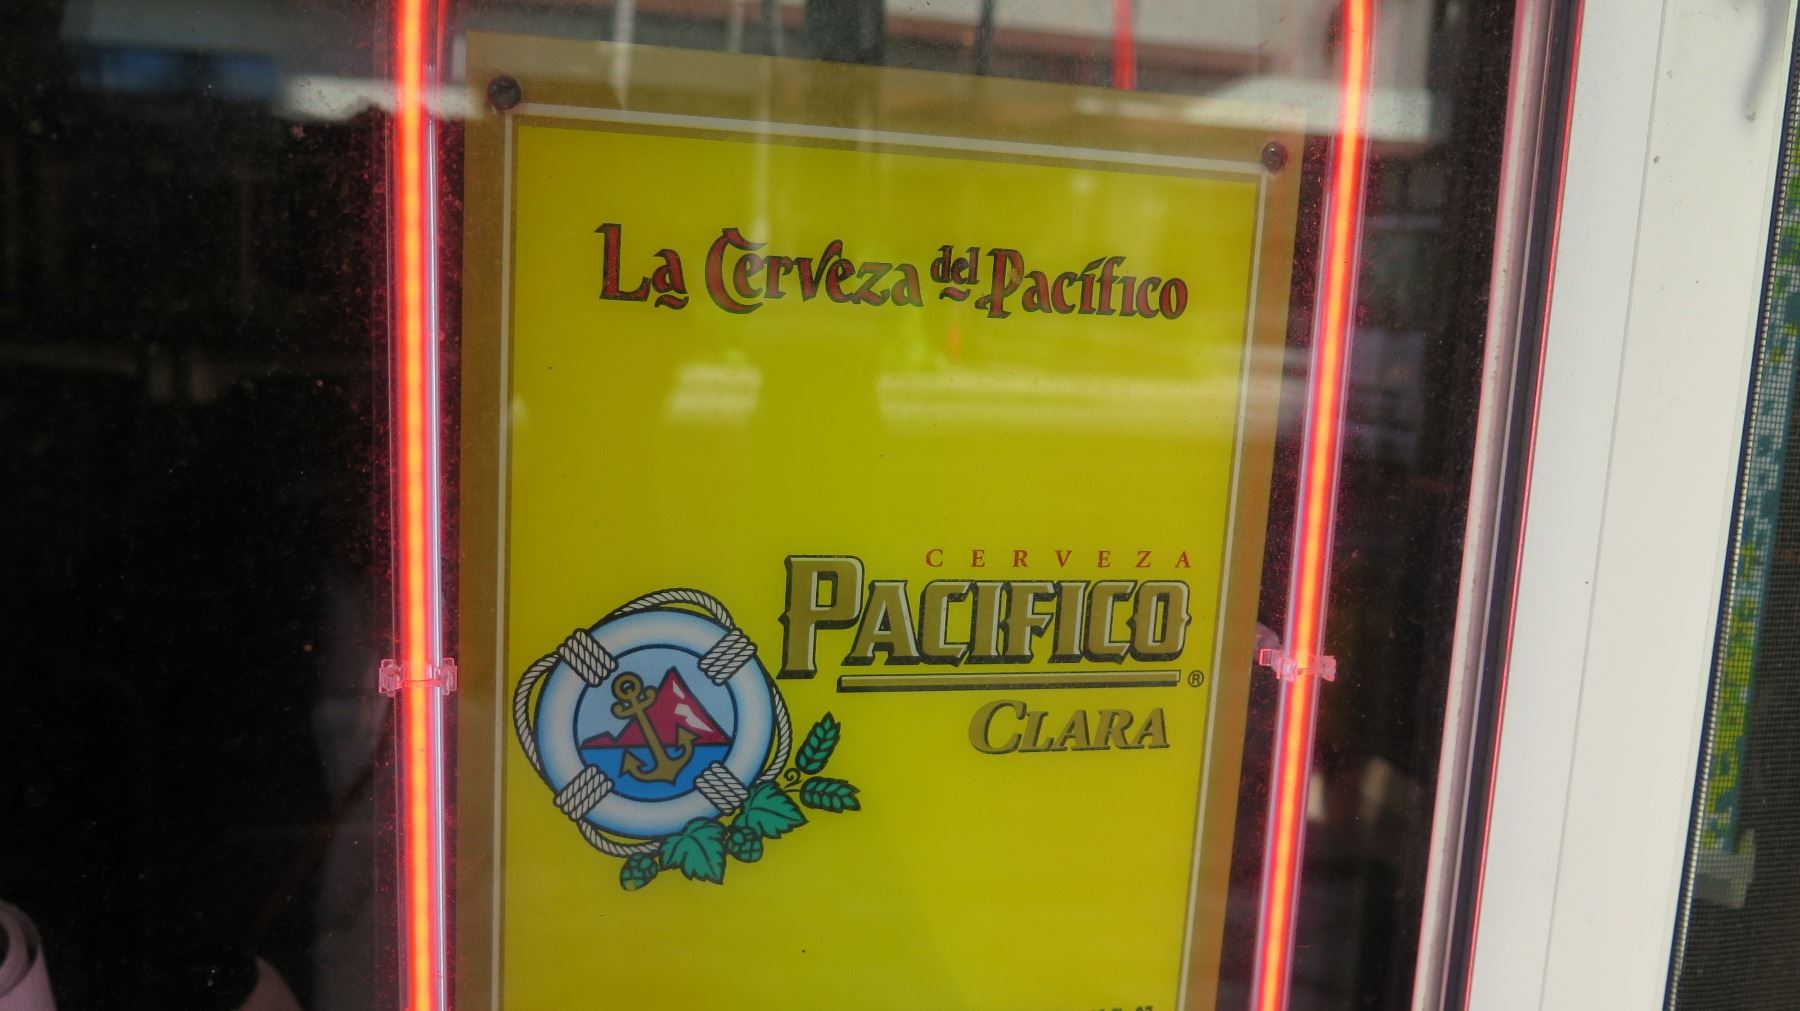 La Cerveza del Pacífico
CERVEZA
PACIFICO
®
CLARA